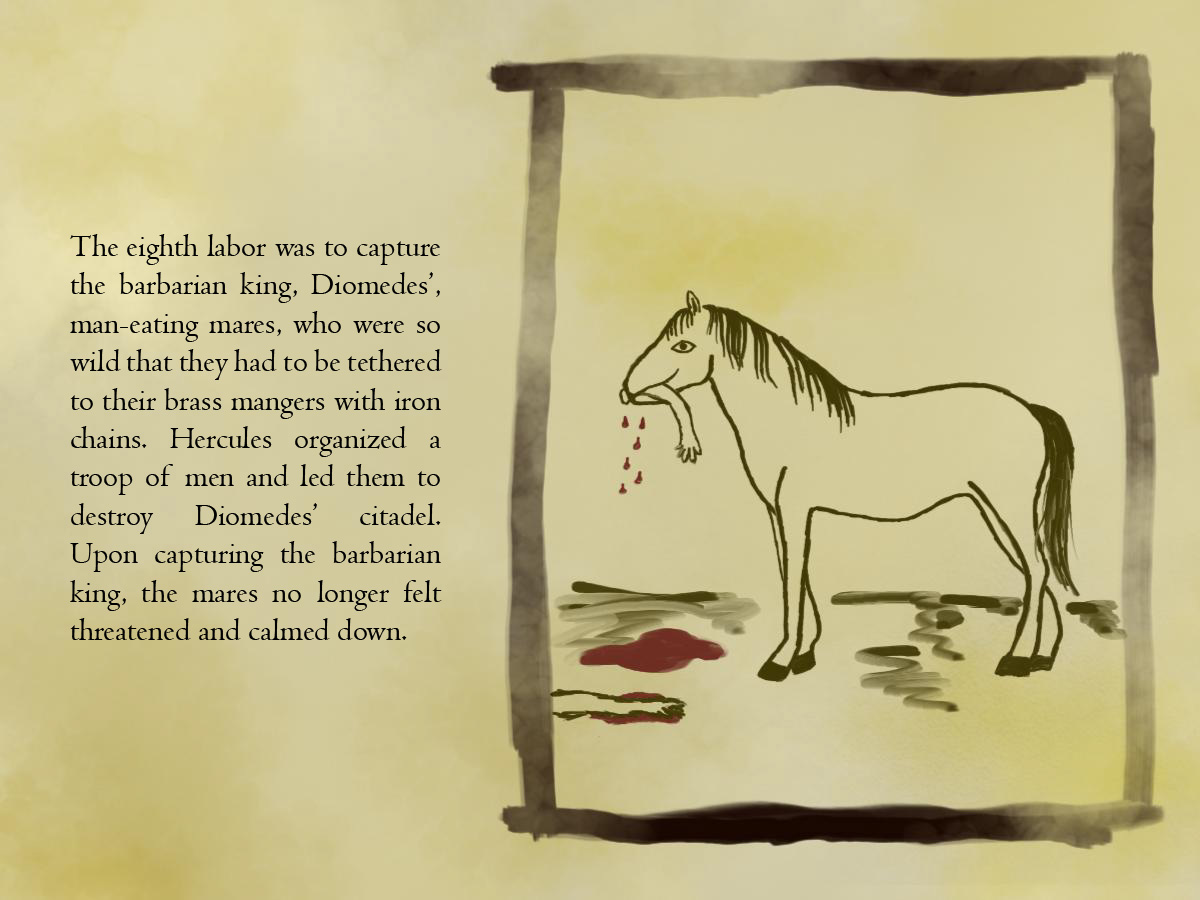 The eighth labor was to capture
the barbarian king, Diomedes’,
man-eating mares, who were so
wild that they had to be tethered
to their brass mangers with iron
chains. Hercules organized a
troop of men and led them to
destroy Diomedes’ citadel.
Upon capturing the barbarian
king, the mares no longer felt
threatened and calmed down.